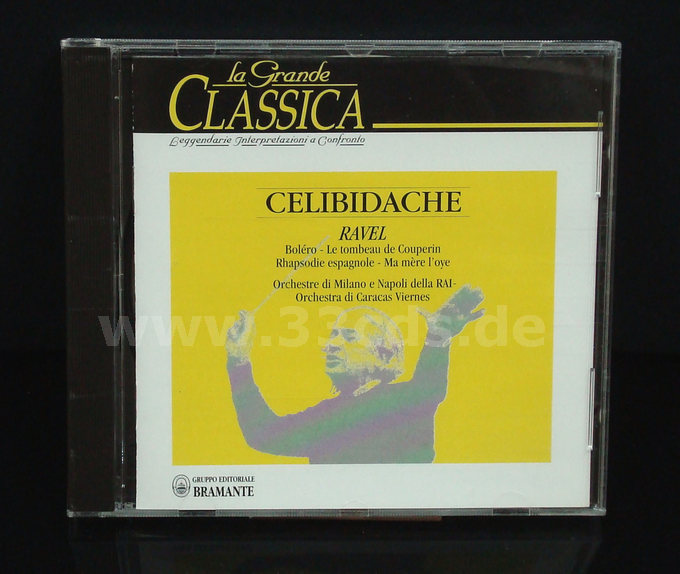 la Grande
CLASSICA
Leggendarie Interpretazioni a Confronto
CELIBIDACHE
RAVEL
Boléro - Le tombeau de Couperin
Rhapsodie espagnole - Ma mère l'oye
Orchestre di Milano e Napoli della RAI-
Orchestra di Caracas Viernes
www.33cds.de
GRUPPO EDITORIALE
BRAMANTE